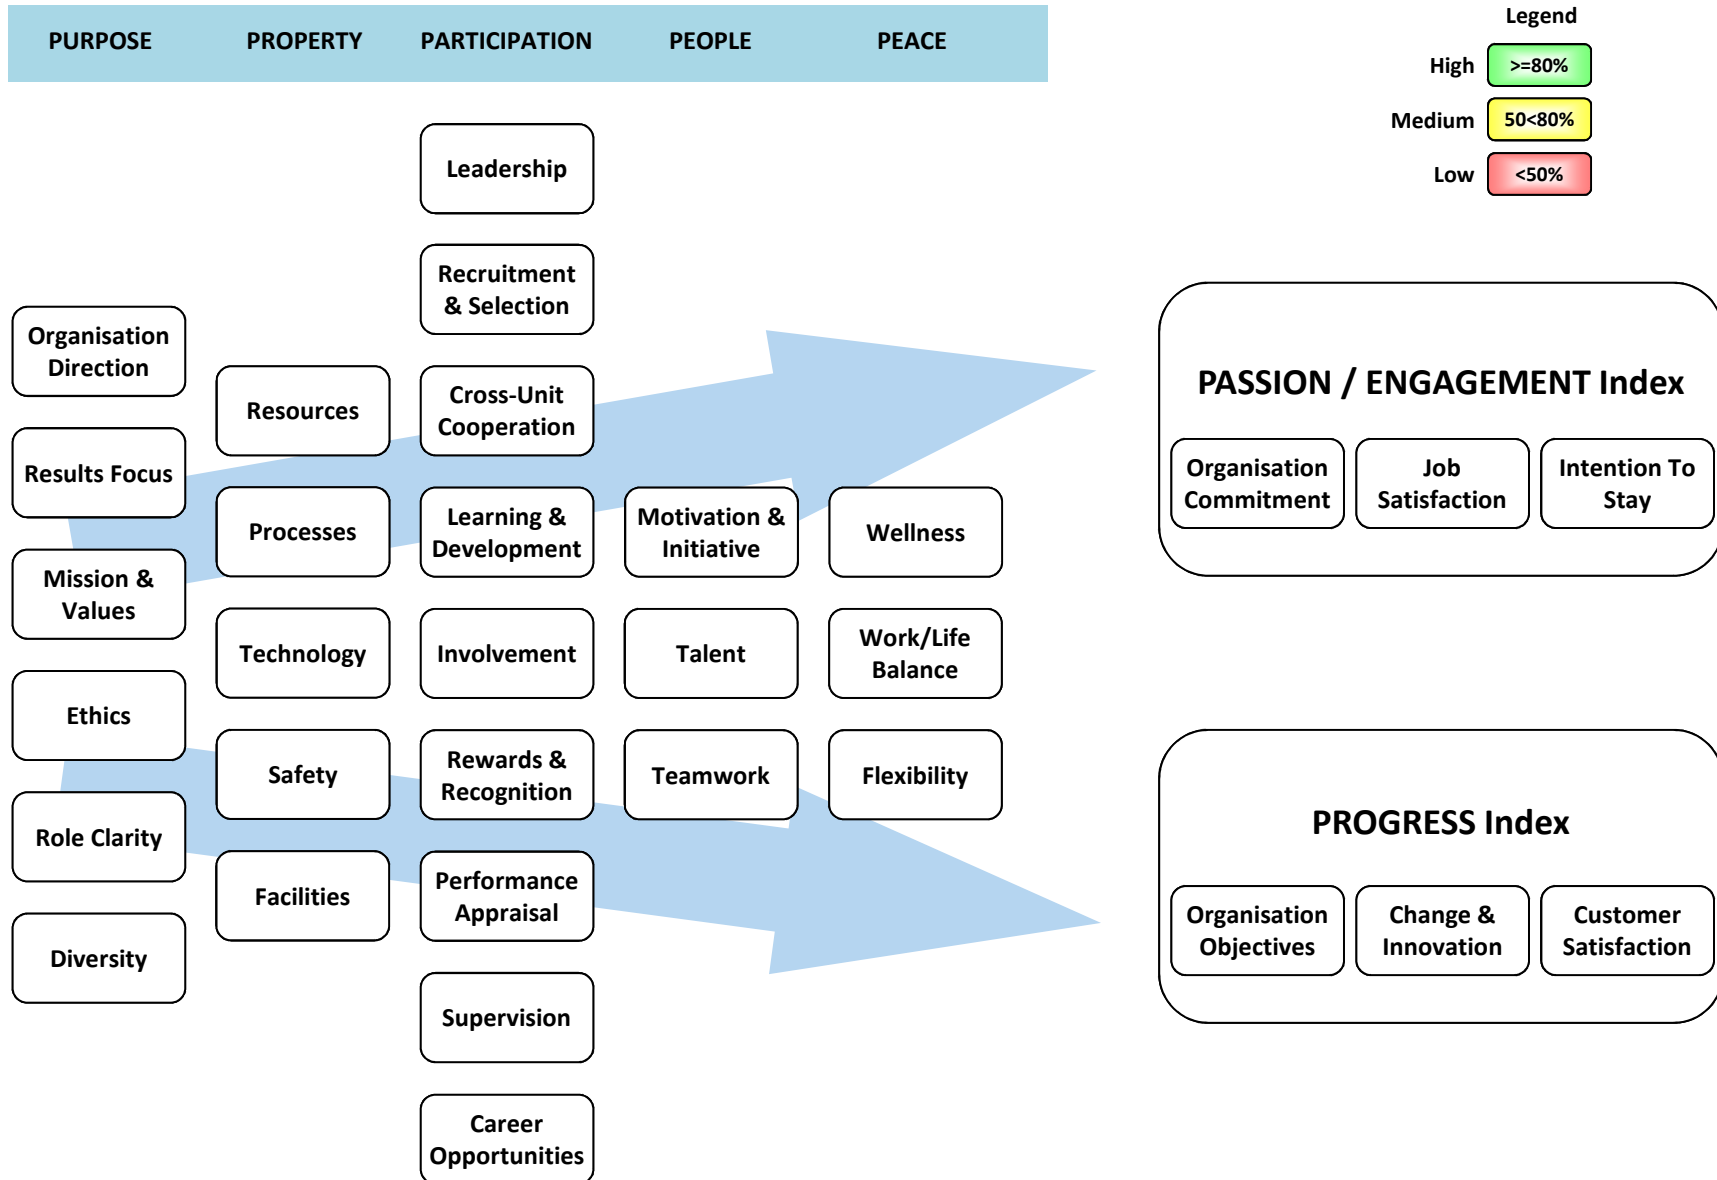 PURPOSE
PROPERTY
PARTICIPATION
PEOPLE
PEACE
Legend
High
>=80%
Medium
50<80%
Low
<50%
Organisation
Direction
Results Focus
Mission &
Values
Ethics
Role Clarity
Diversity
Resources
Processes
Technology
Safety
Facilities
Leadership
Recruitment
& Selection
Cross-Unit
Cooperation
Learning &
Development
Involvement
Rewards &
Recognition
Performance
Appraisal
Supervision
Career
Opportunities
Motivation &
Initiative
Talent
Teamwork
Wellness
Work/Life
Balance
Flexibility
PASSION / ENGAGEMENT Index
Organisation
Commitment
Job
Satisfaction
Intention To
Stay
PROGRESS Index
Organisation
Objectives
Change &
Innovation
Customer
Satisfaction